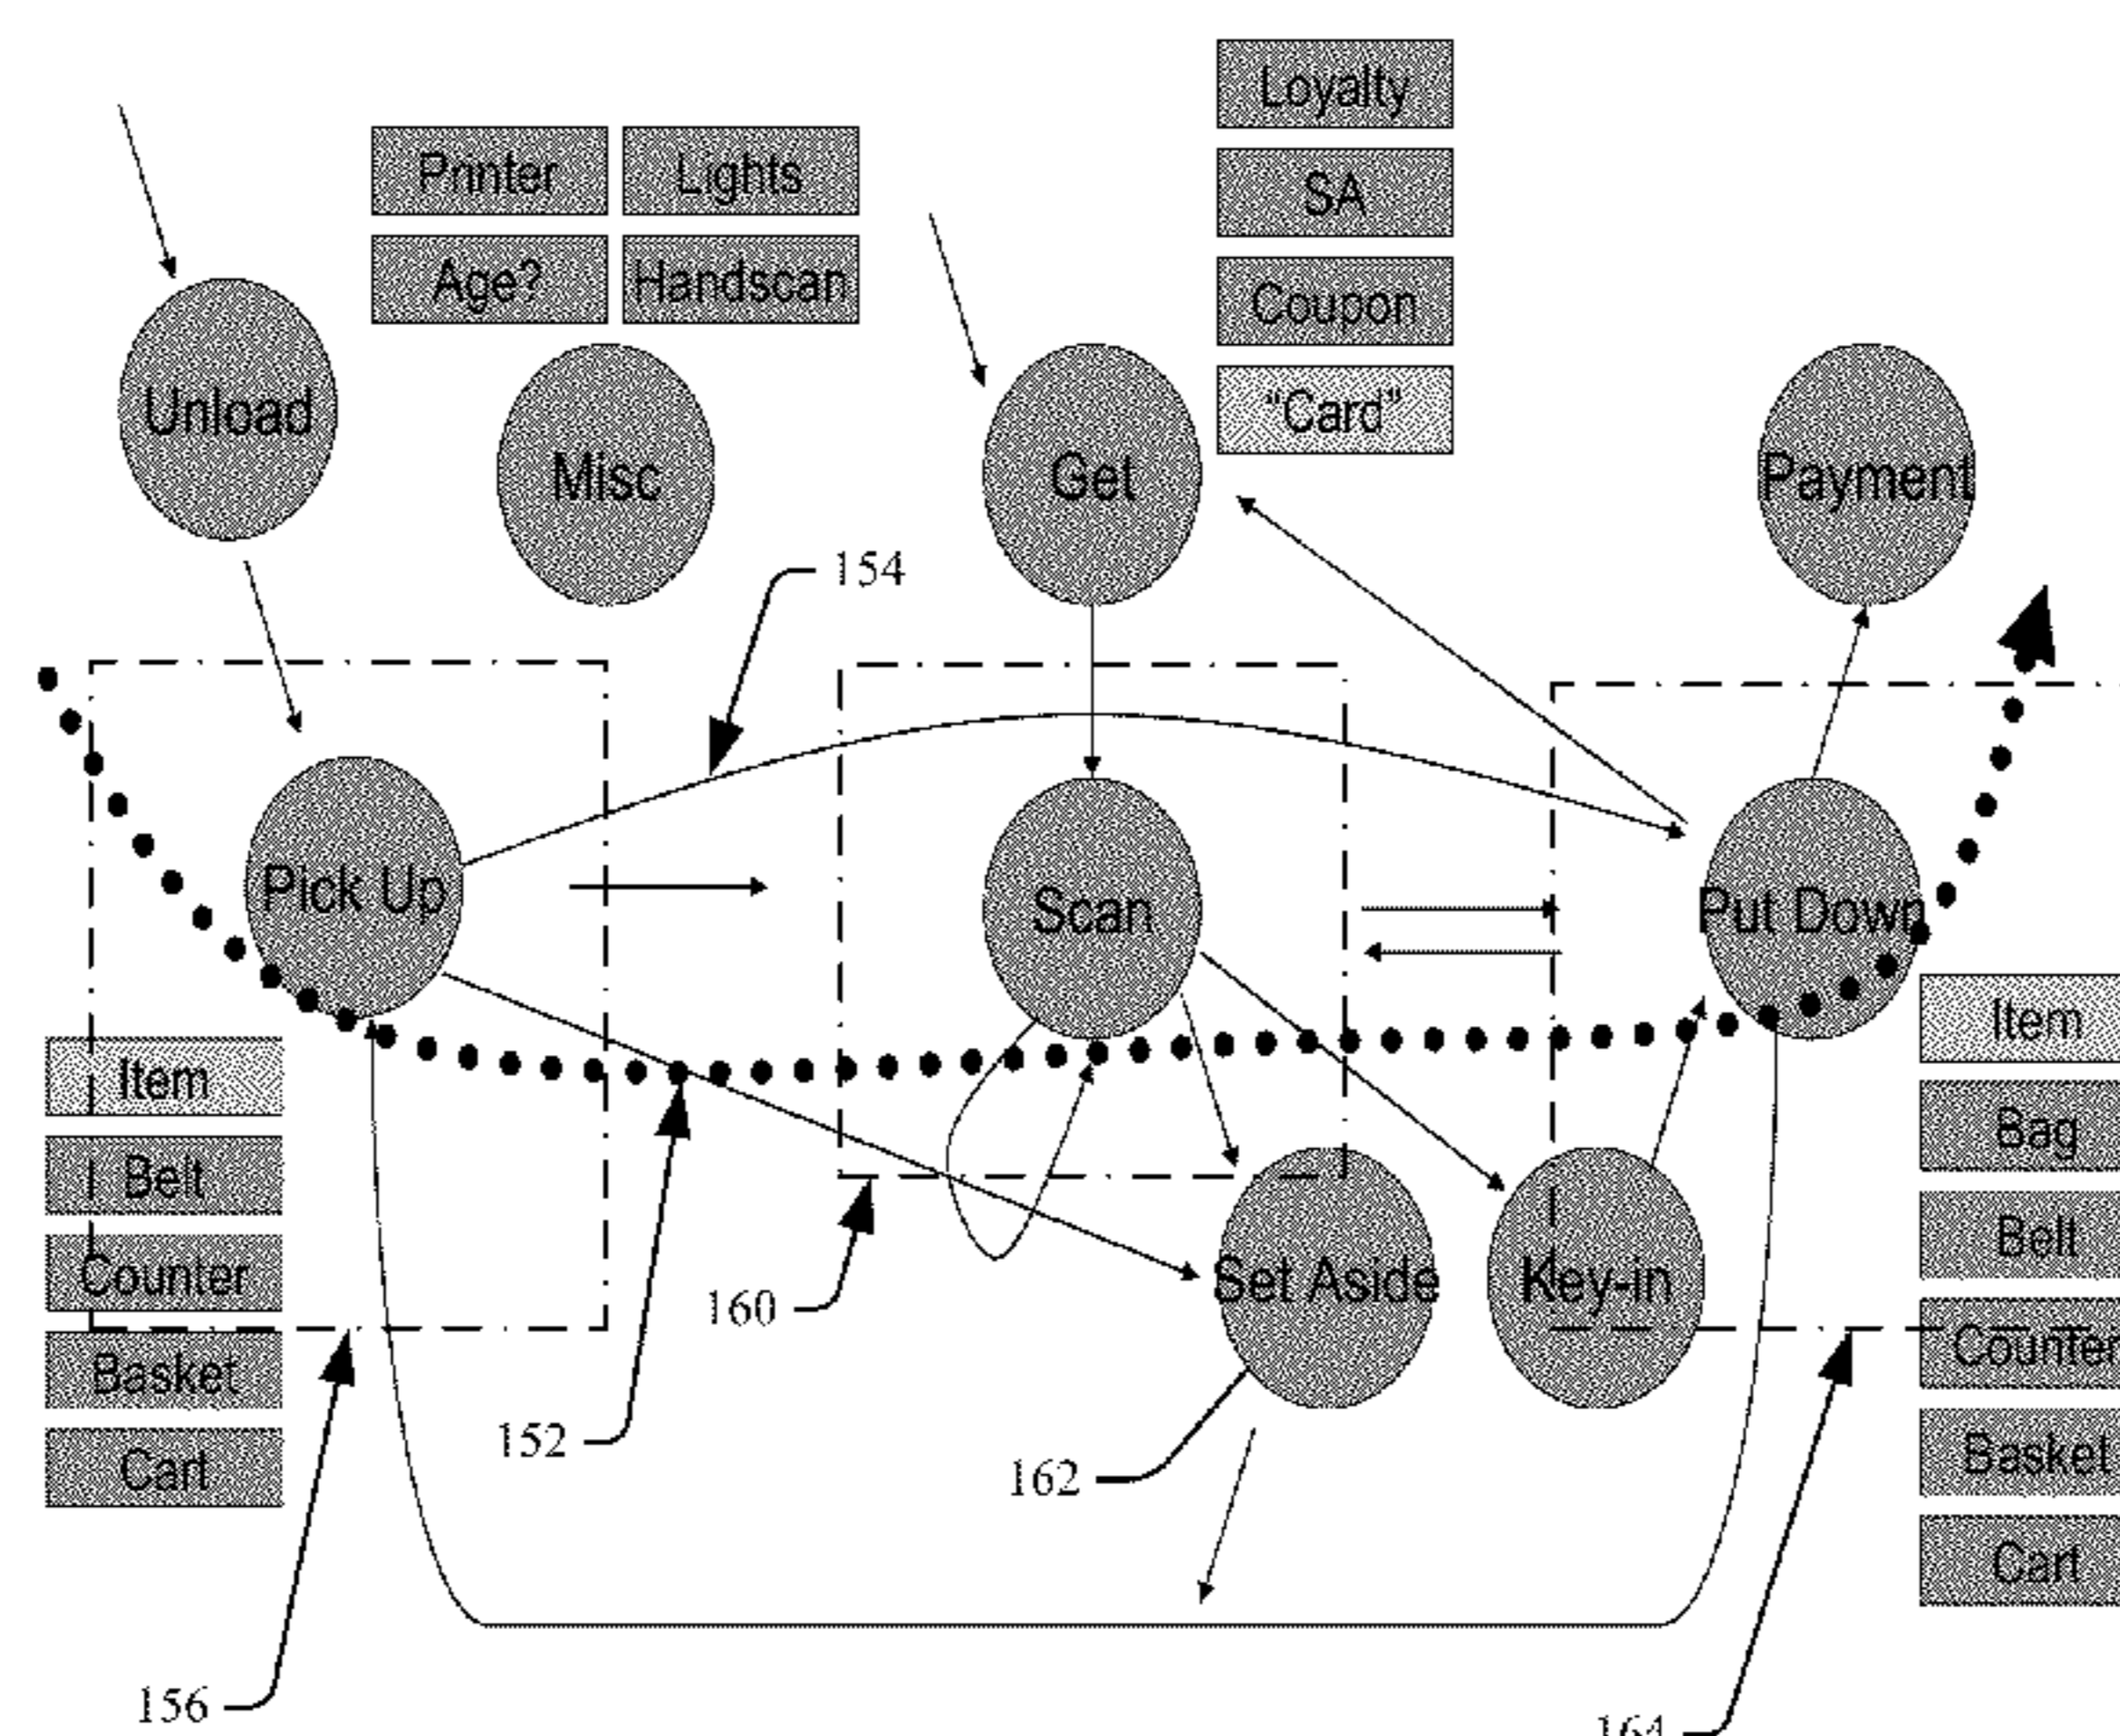 Loyalty
Printer
Lights
SA
Age?
Handscan
Coupon
"Card"
Unload
Misc
Get
Payment
154
Pick Up
Scan
Put Down
Item
Item
Belt
Bag
Counter
Belt
160
Set Aside
Key-in
Basket
Counter
152
162
Cart
Basket
Cart
156
164